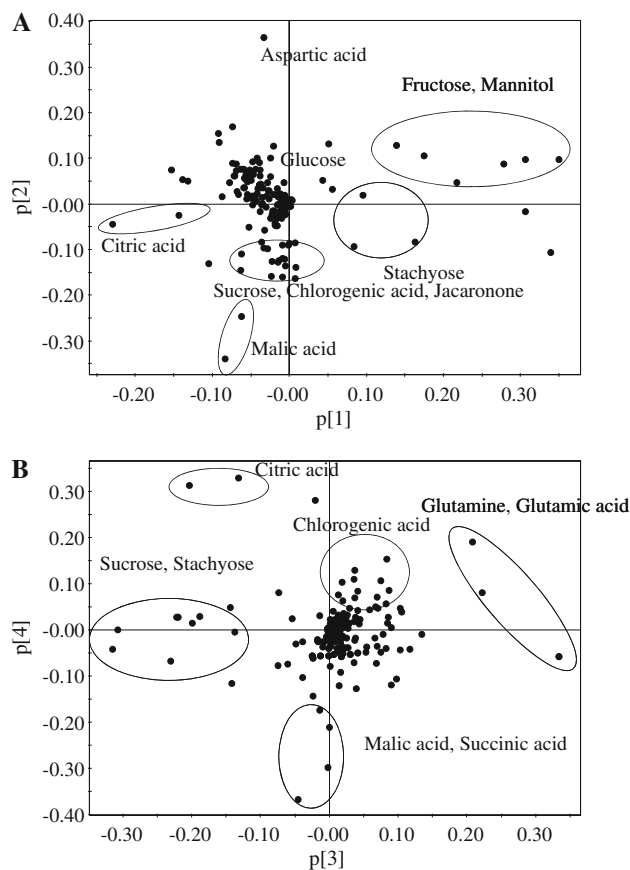 A
0.40
Aspartic acid
0.30
Fructose, Mannitol
0.20
0.10
Glucose
p[2]
-0.00
Citric acid
-0.10
Stachyose
Sucrose, Chlorogenic acid, Jacaronone
-0.20
Malic acid
-0.30
-0.20 -0.10 -0.00 0.10 0.20 0.30
p[1]
B
Citric acid
0.30
Glutamine, Glutamic acid
Chlorogenic acid
0.20
Sucrose, Stachyose
0.10
p[4]
-0.00
-0.10
-0.20
Malic acid, Succinic acid
-0.30
-0.40
-0.30 -0.20 -0.10 -0.00 0.10 0.20 0.30
p[3]